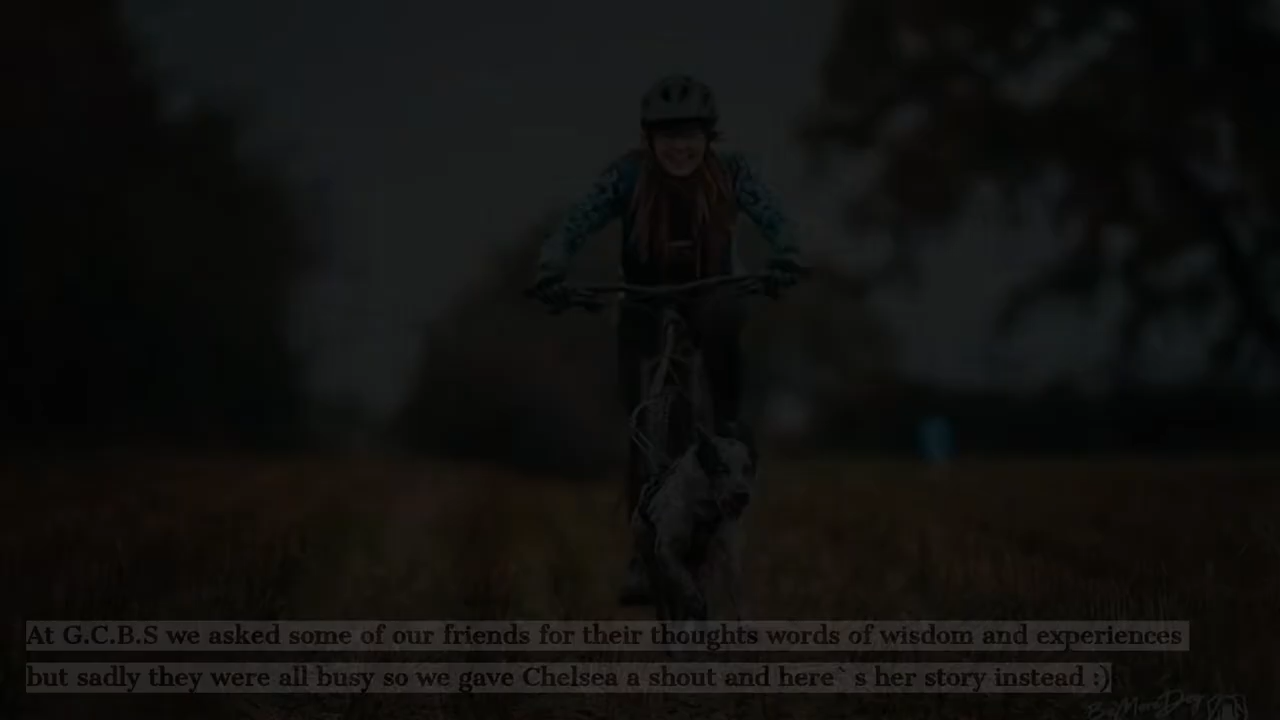 At G.C.B.S we asked some of our friends for their thoughts words of wisdom and experiences
but sadly they were all busy so we gave Chelsea a shout and here` s her story instead :)